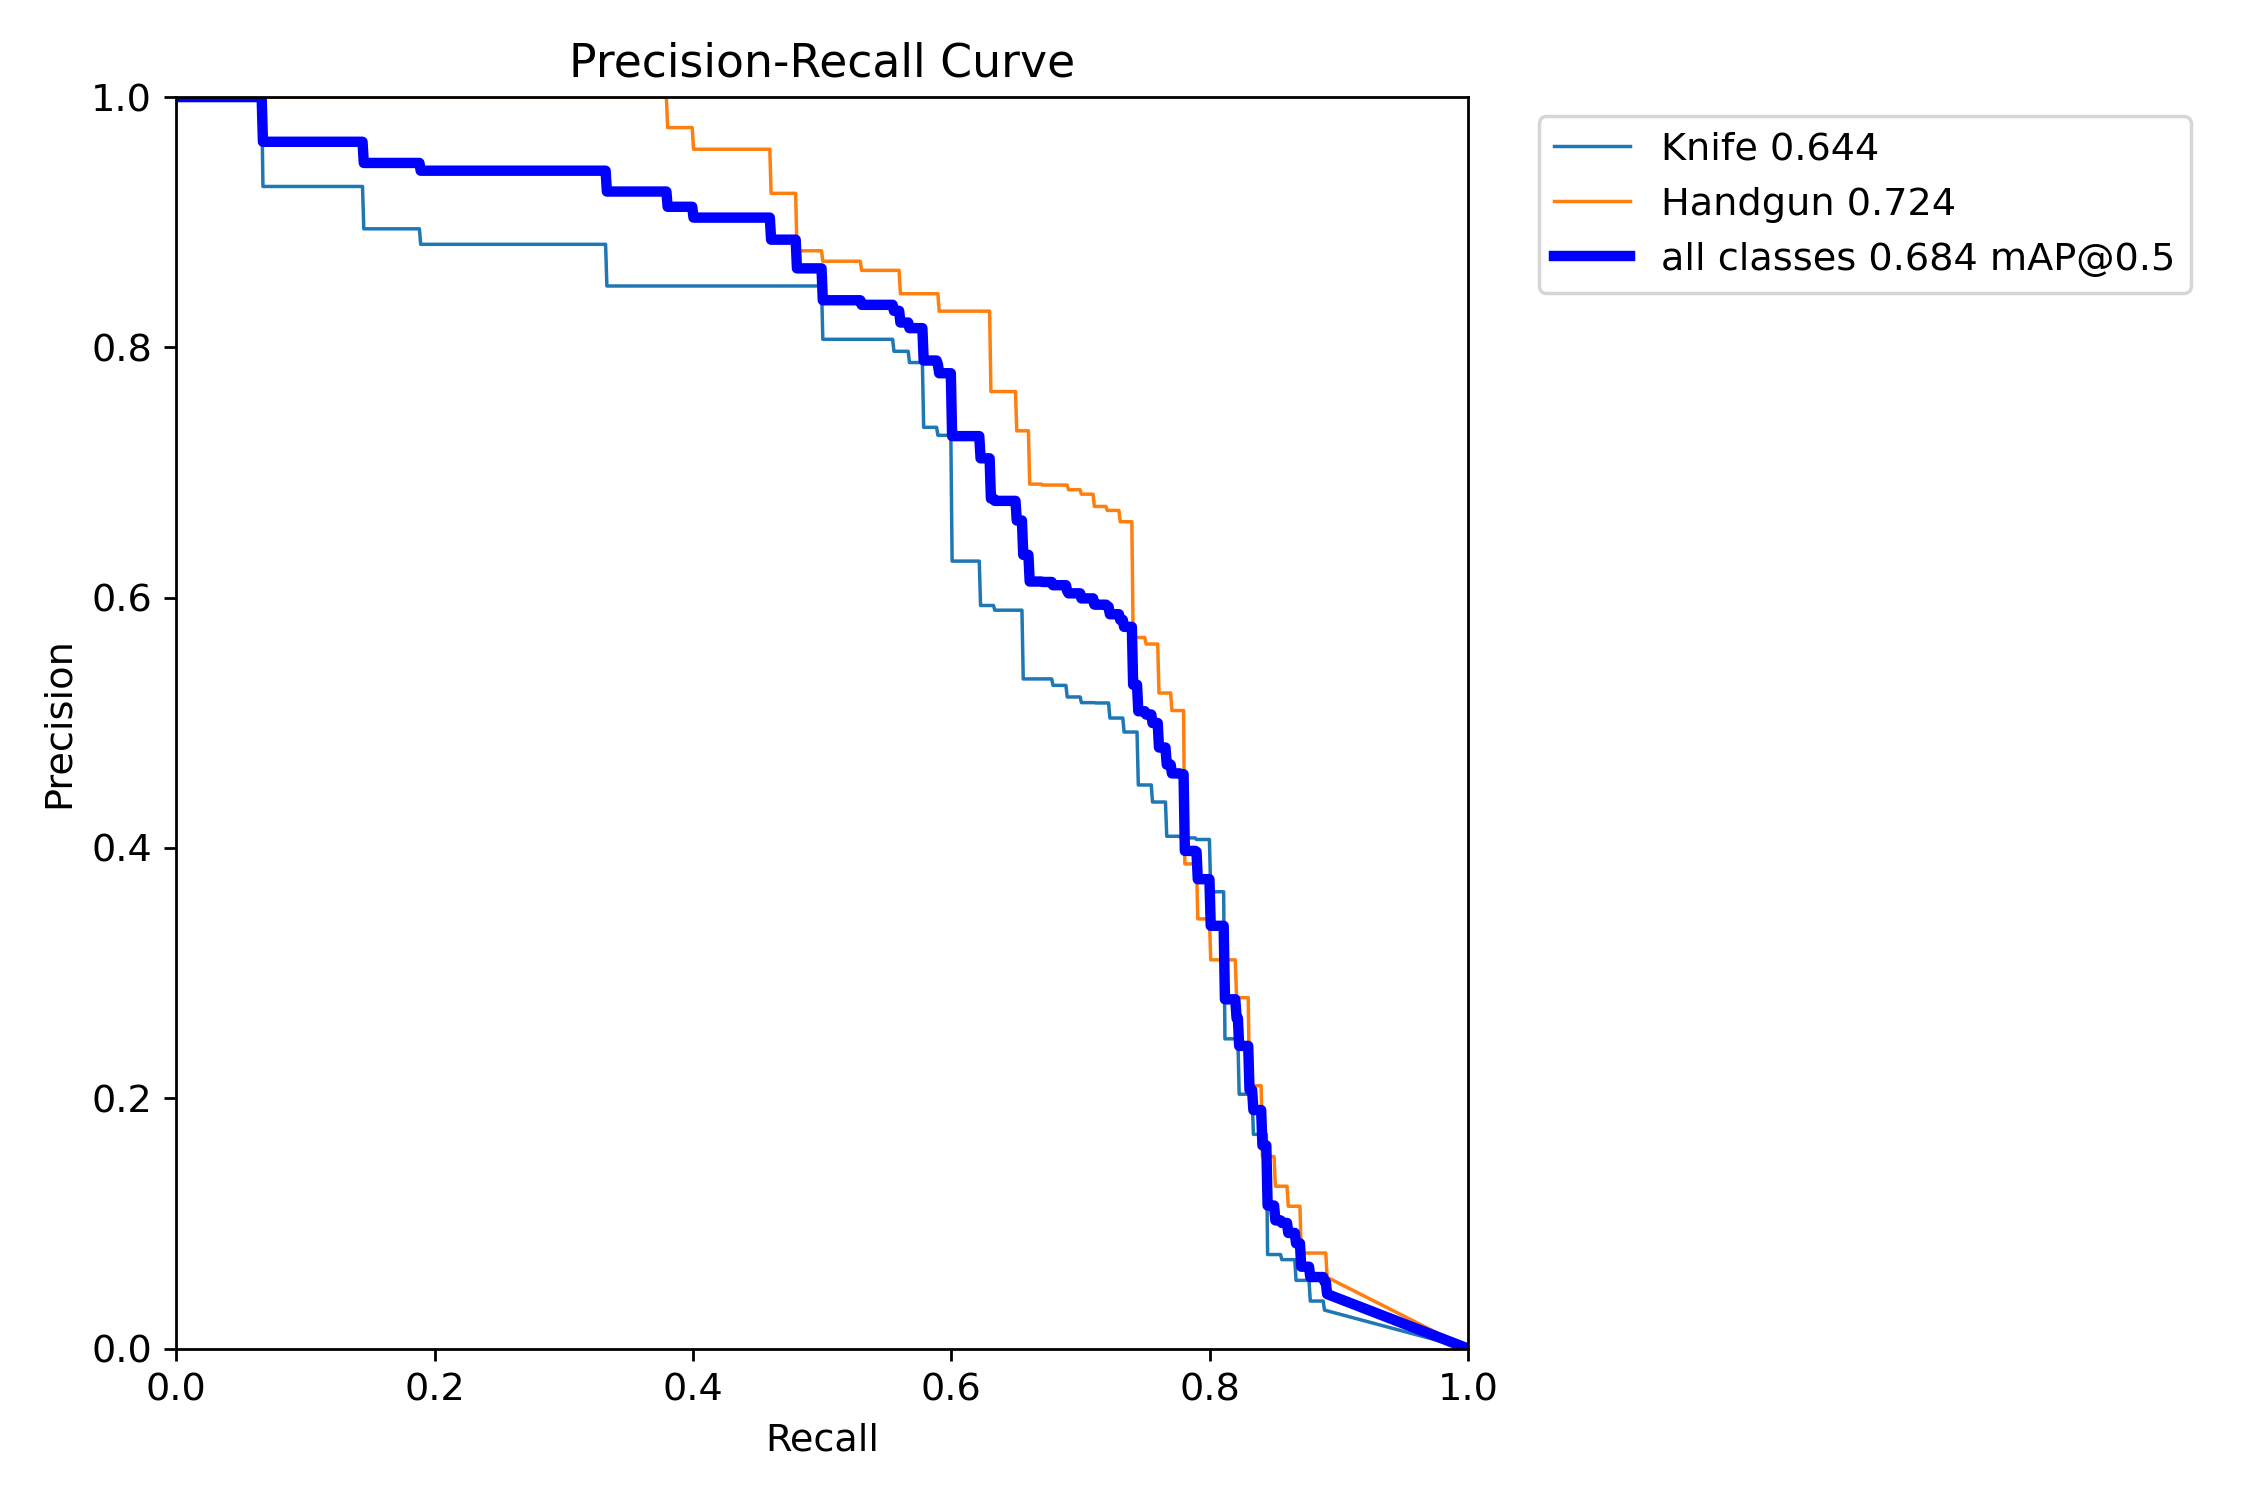 Precision-Recall Curve
1.0
0.8
0.6
0.4
0.2
0.0
Precision
0.0 0.2 0.4 0.6 0.8 1.0
Recall
Knife 0.644
Handgun 0.724
all classes 0.684 mAP@0.5